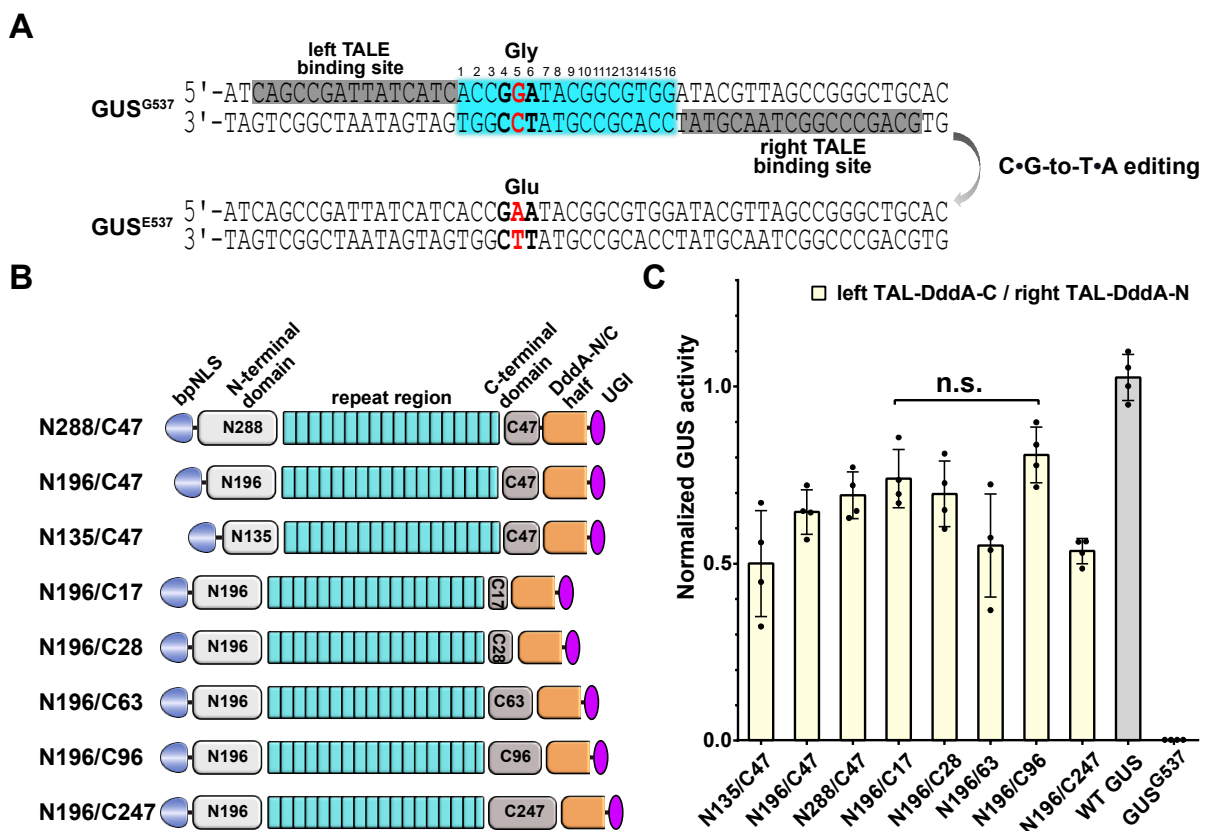 A
left TALE
binding site
Gly
1 2 3 4 5 6 7 8 9 10 11 12 13 14 15 16
GUSG537
5'-ATCAGCCGATTATCATCACCGGATACGGCGTGGATACGTTAGCCGGGCTGCAC
3'-TAGTCGGCTAATAGTAGTGGCCTATGCCGCACCTATGCAATCGGCCCGACGTG
right TALE
binding site
C•G-to-T•A editing
Glu
GUSE537
5'-ATCAGCCGATTATCATCACCGAATACGGCGTGGATACGTTAGCCGGGCTGCAC
3'-TAGTCGGCTAATAGTAGTGGCTTATGCCGCACCTATGCAATCGGCCCGACGTG
B
bpNLS
N-terminal
domain
repeat region
C-terminal
domain
DddA-N/C
half
UGI
N288/C47 N288 C47
N196/C47 N196 C47
N135/C47 N135 C47
N196/C17 N196 C17
N196/C28 N196 C28
N196/C63 N196 C63
N196/C96 N196 C96
N196/C247 N196 C247
C
left TAL-DddA-C / right TAL-DddA-N
Normalized GUS activity
n.s.
1.0
0.5
0.0
N135/C47
N196/C47
N288/C47
N196/C17
N196/C28
N196/63
N196/C96
N196/C247
WT GUS
GUSG537